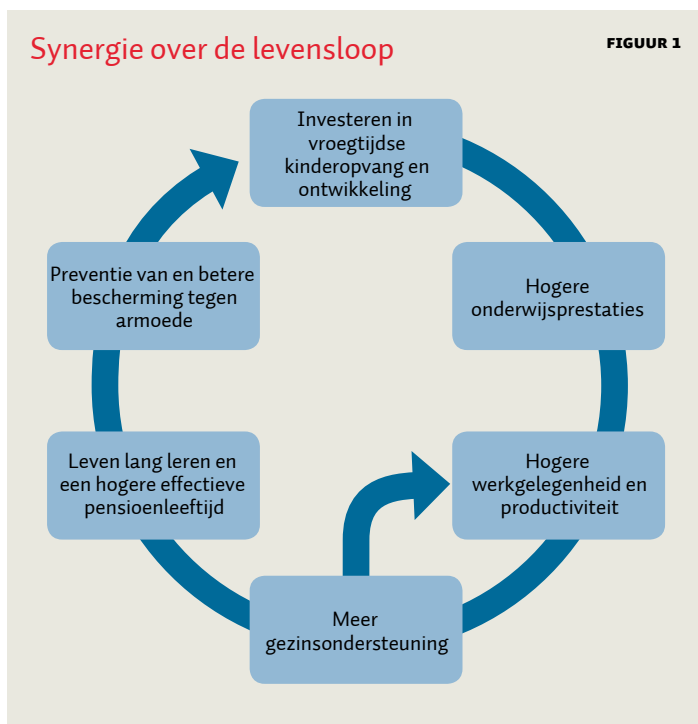 Synergie over de levensloop
FIGUUR 1
Investeren in
vroegtijdse
kinderopvang en
ontwikkeling
Hogere
onderwijsprestaties
Hogere
werkgelegenheid en
productiviteit
Meer
gezinsondersteuning
Leven lang leren en
een hogere effectieve
pensioenleeftijd
Preventie van en betere
bescherming tegen
armoede